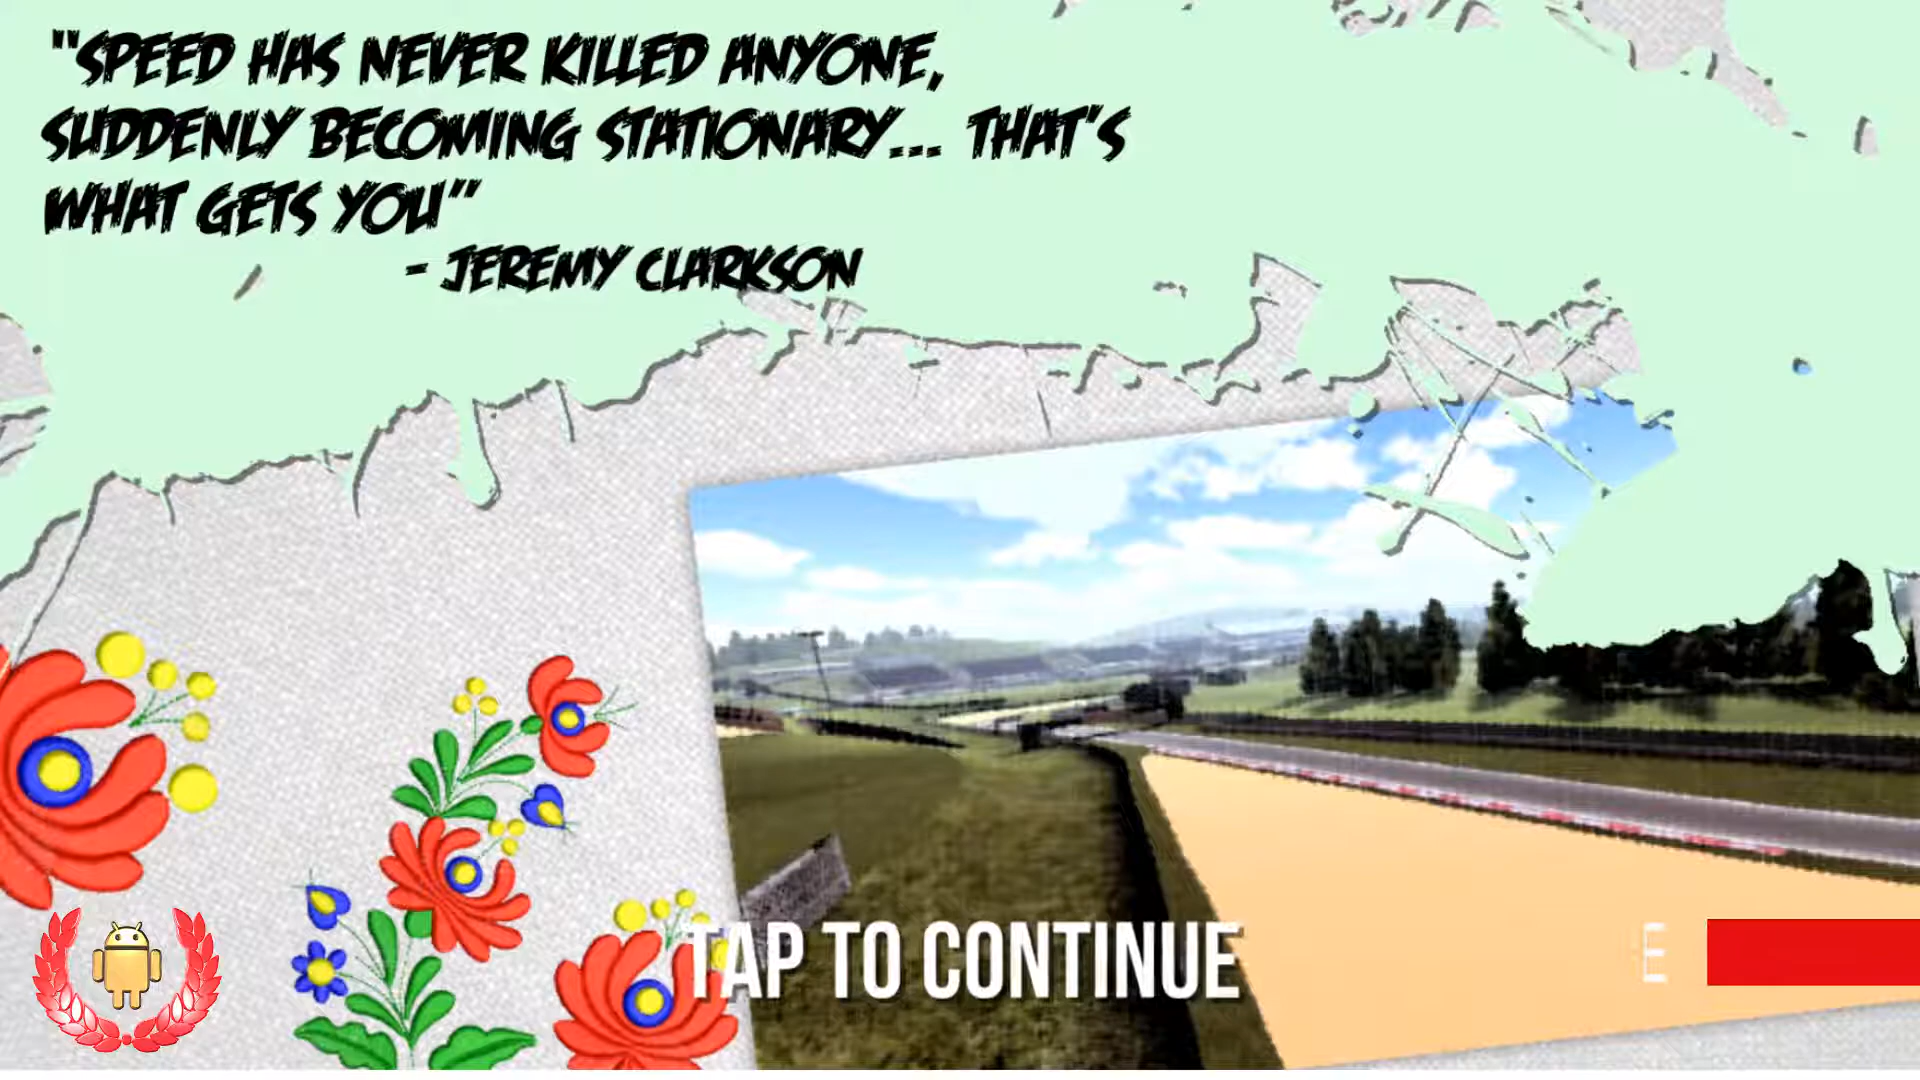 "SPEED HAS NEVER KILLED ANYONE,
SUDDENLY BECOMING STATIONARY... THAT'S
WHAT GETS YOU"
- JEREMY CLARKSON
TAP TO CONTINUE
E